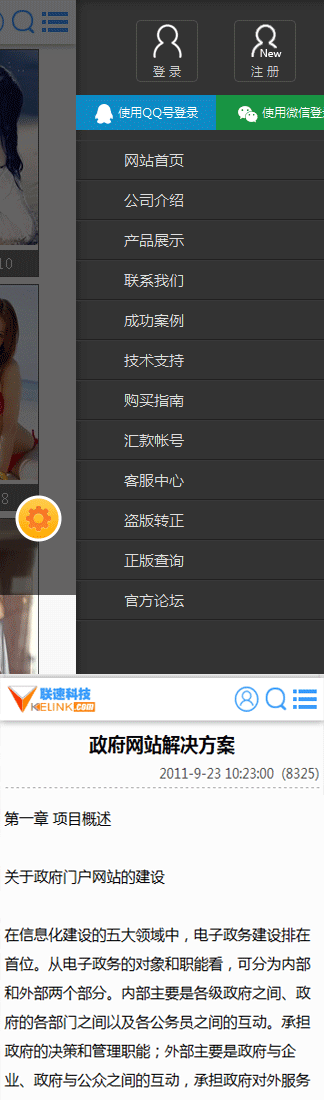 登 录
New
注 册
使用QQ号登录
使用微信登
10
8
网站首页
公司介绍
产品展示
联系我们
成功案例
技术支持
购买指南
汇款帐号
客服中心
盗版转正
正版查询
官方论坛
联速科技
KELINK.com
政府网站解决方案
2011-9-23 10:23:00 (8325)
第一章 项目概述
关于政府门户网站的建设
在信息化建设的五大领域中，电子政务建设排在
首位。从电子政务的对象和职能看，可分为内部
和外部两个部分。内部主要是各级政府之间、政
府的各部门之间以及各公务员之间的互动。承担
政府的决策和管理职能；外部主要是政府与企
业、政府与公众之间的互动，承担政府对外服务